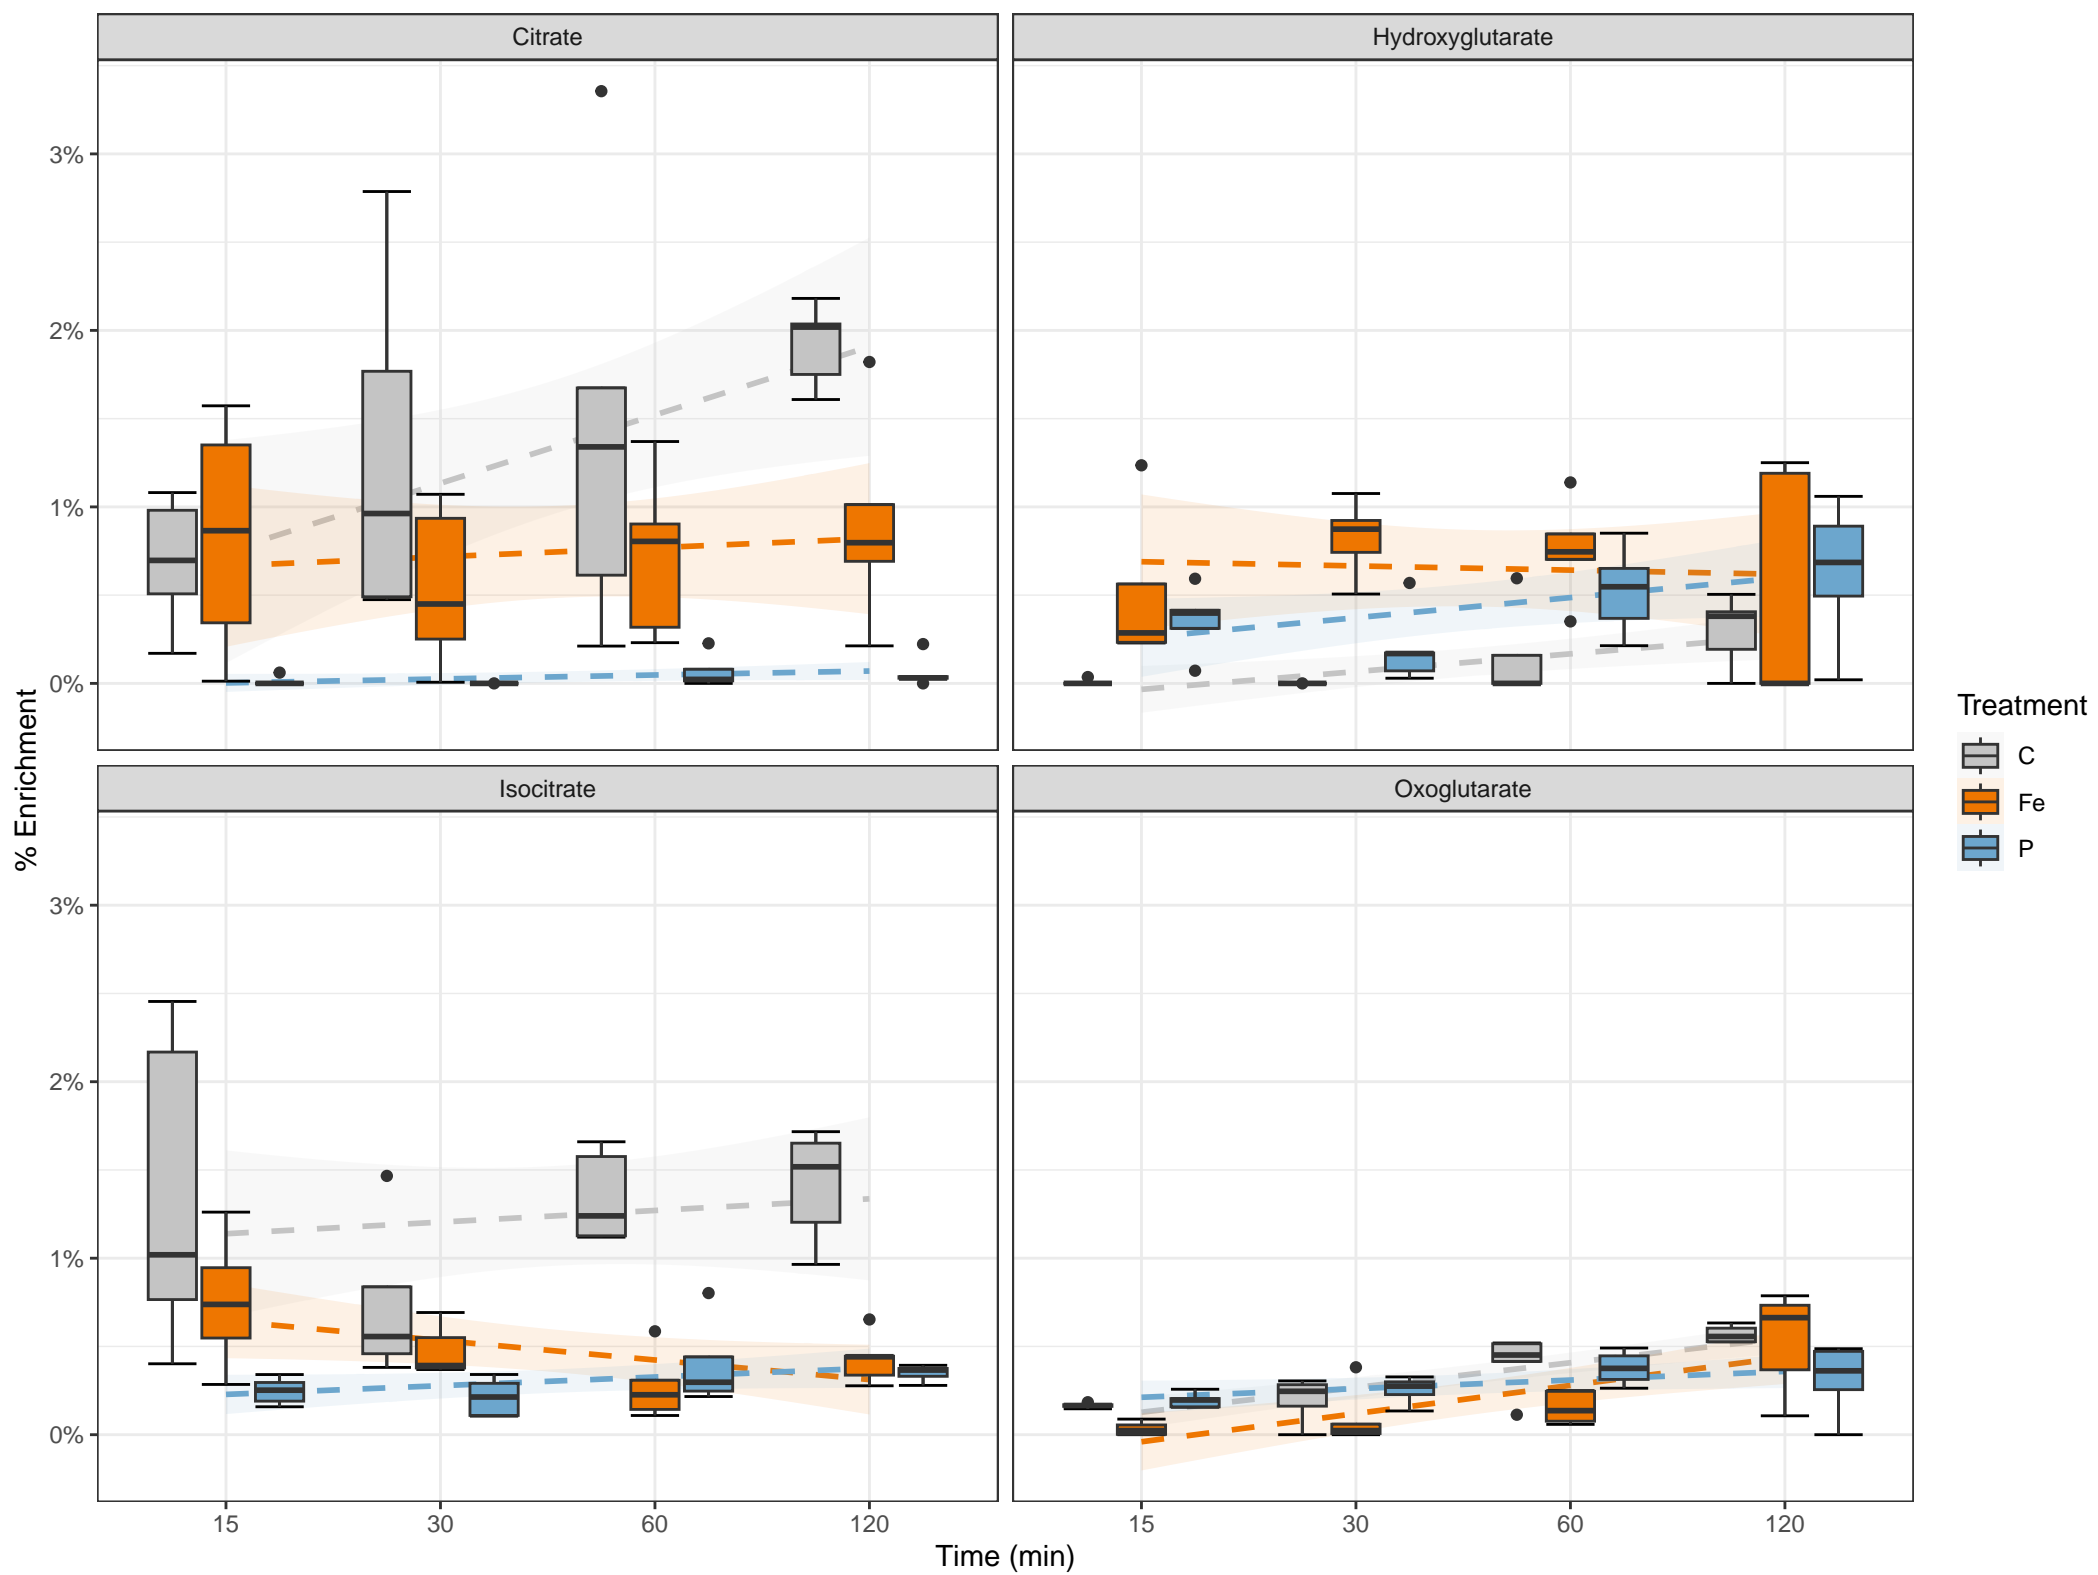 Citrate
Hydroxyglutarate
3%
2%
1%
0%
Isocitrate
Oxoglutarate
3%
2%
1%
0%
15
30
60
120
15
30
60
120
Time (min)
% Enrichment
Treatment
C
Fe
P